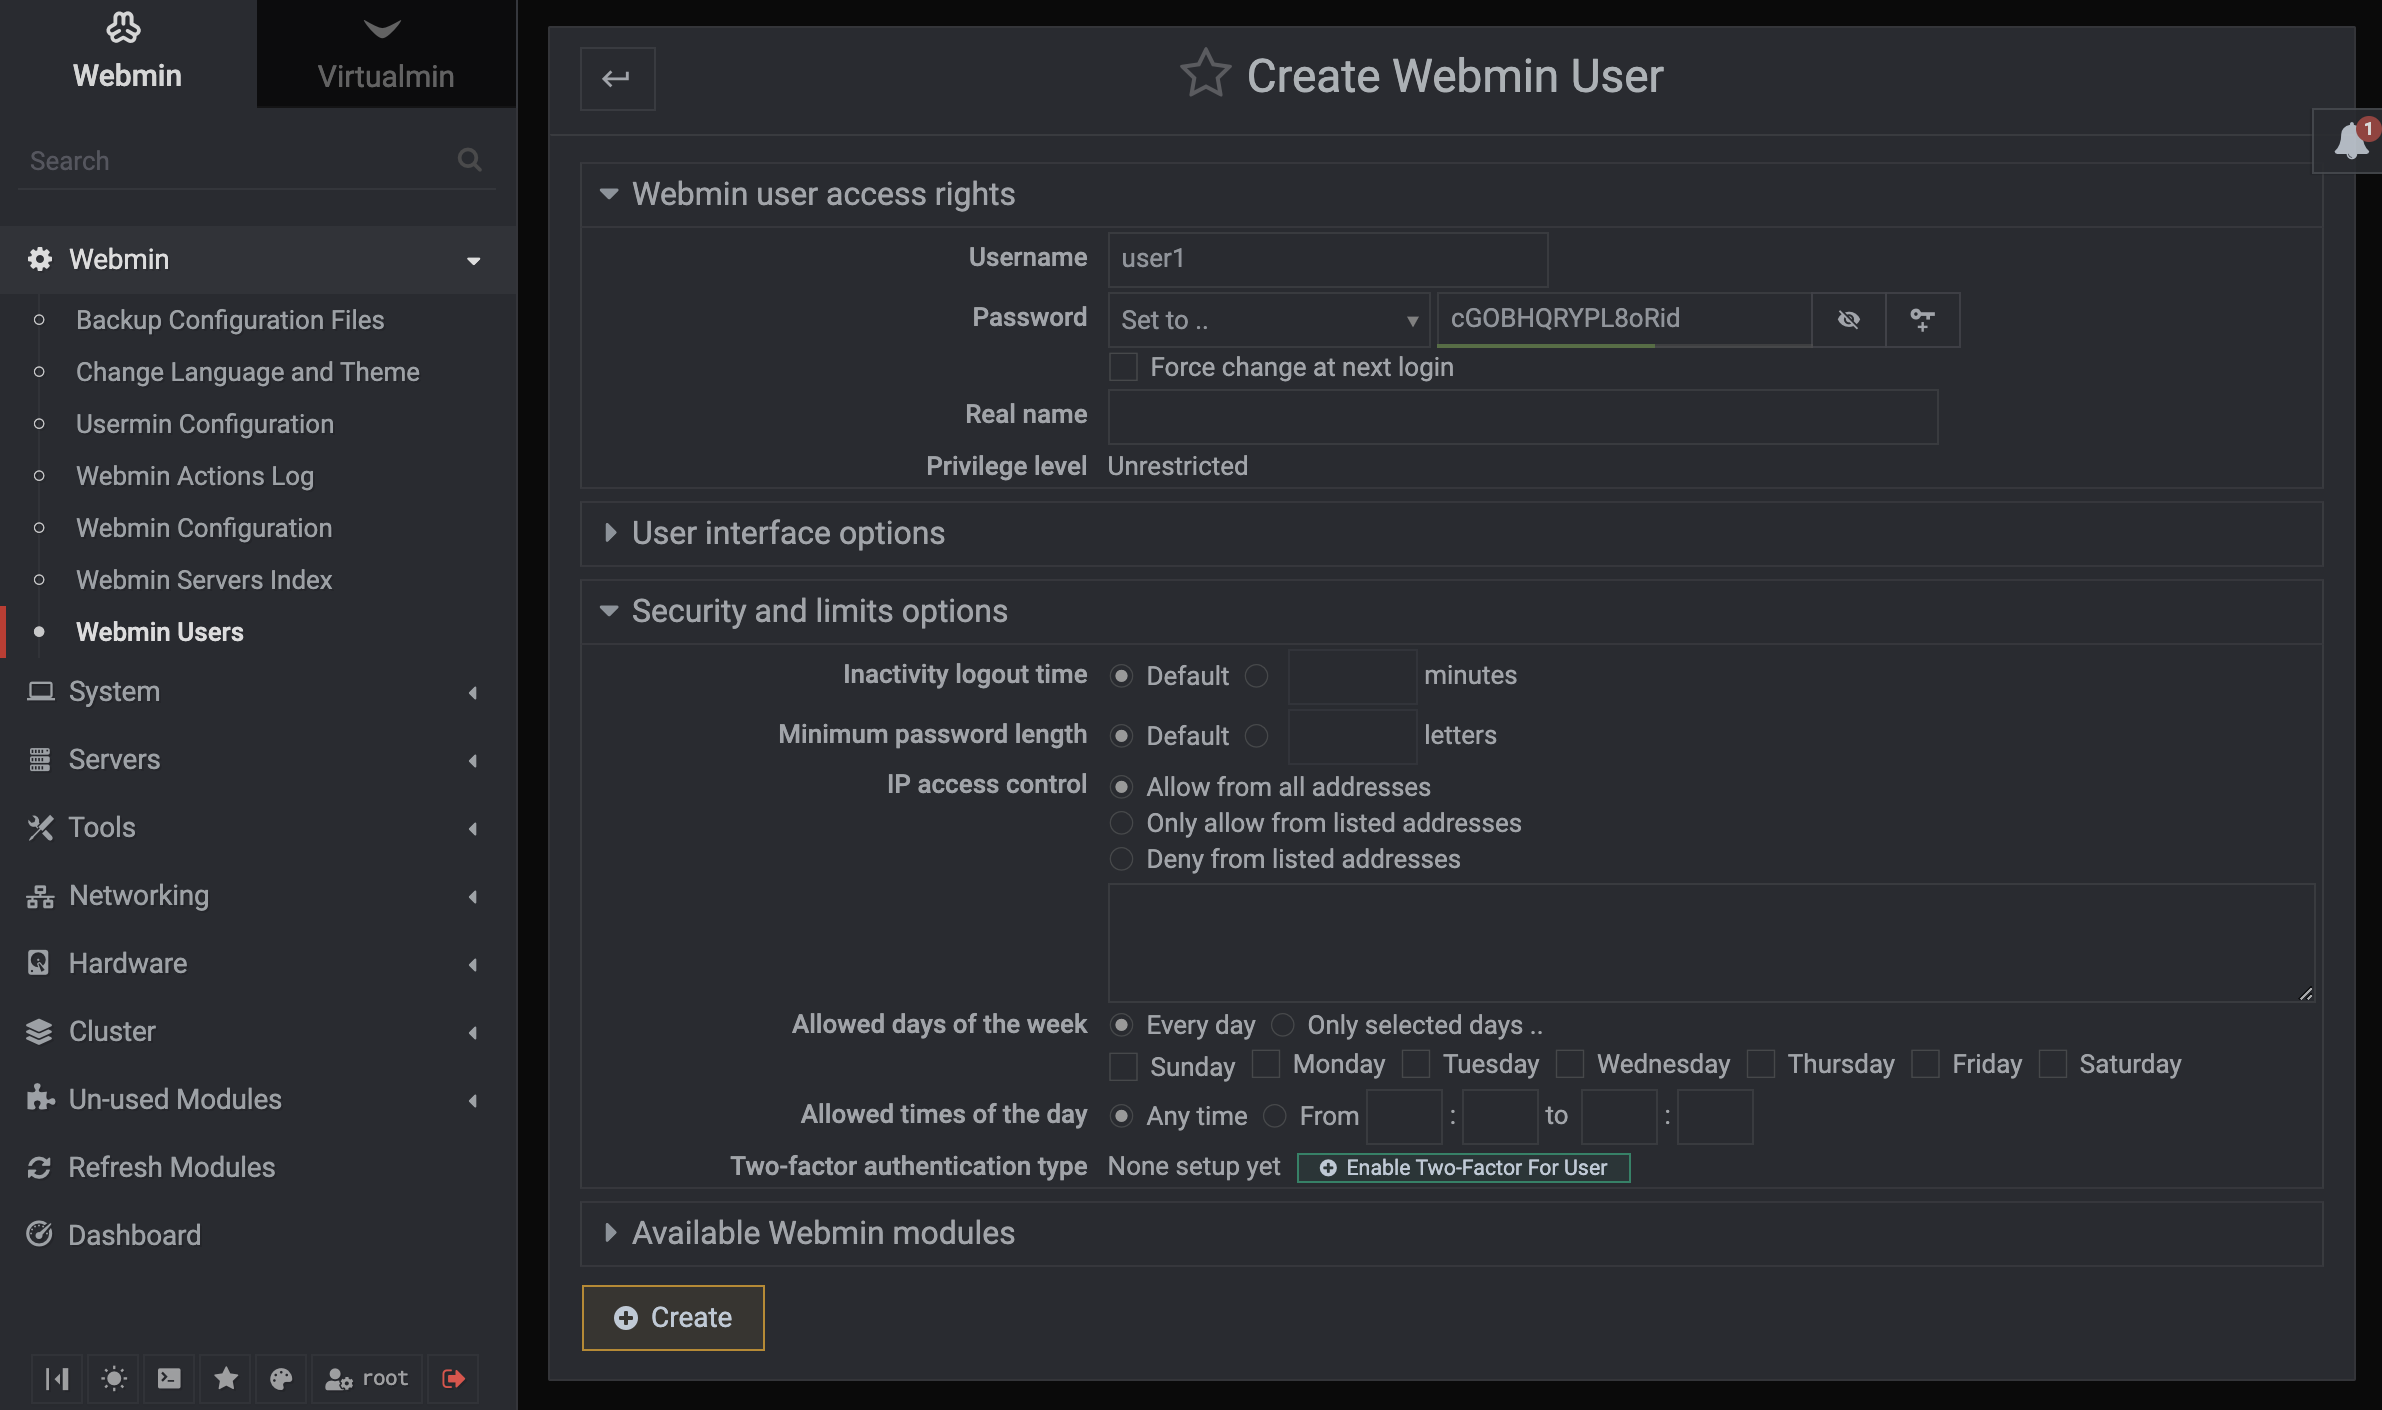 Webmin
Virtualmin
Search
Webmin
Backup Configuration Files
Change Language and Theme
Usermin Configuration
Webmin Actions Log
Webmin Configuration
Webmin Servers Index
Webmin Users
System
Servers
Tools
Networking
Hardware
Cluster
Un-used Modules
Refresh Modules
Dashboard
root
Create Webmin User
1
Webmin user access rights
Username user1
Password Set to .. cGOBHQRYPL8oRid
Force change at next login
Real name
Privilege level Unrestricted
User interface options
Security and limits options
Inactivity logout time Default minutes
Minimum password length Default letters
IP access control Allow from all addresses
Only allow from listed addresses
Deny from listed addresses
Allowed days of the week Every day Only selected days ..
Sunday Monday Tuesday Wednesday Thursday Friday Saturday
Allowed times of the day Any time From : to :
Two-factor authentication type None setup yet Enable Two-Factor For User
Available Webmin modules
Create